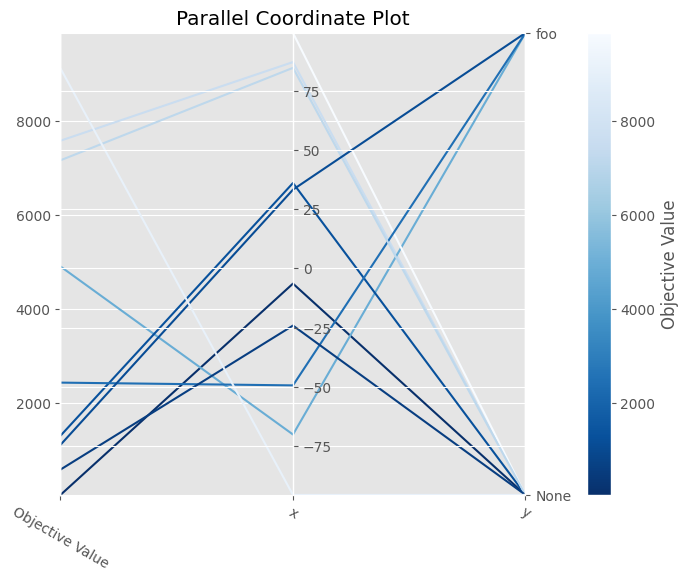 Parallel Coordinate Plot
8000
6000
4000
2000
75
50
25
0
−25
−50
−75
foo
None
8000
6000
4000
2000
Objective Value
Objective Value
x
y